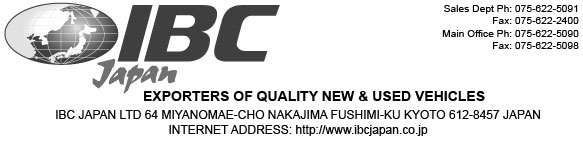 IBC
Japan
Sales Dept Ph: 075-622-5091
Fax: 075-622-2400
Main Office Ph: 075-622-5090
Fax: 075-622-5098
EXPORTERS OF QUALITY NEW & USED VEHICLES
IBC JAPAN LTD 64 MIYANOMAE-CHO NAKAJIMA FUSHIMI-KU KYOTO 612-8457 JAPAN
INTERNET ADDRESS: http://www.ibcjapan.co.jp